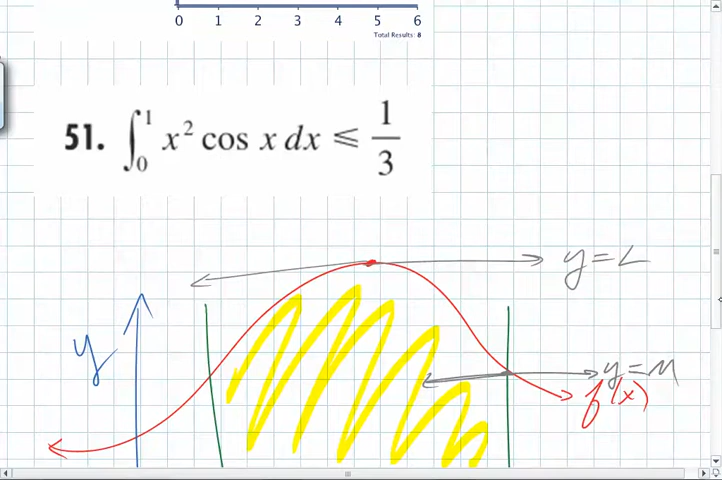 0 1 2 3 4 5 6
Total Results: 8
51. ∫₀¹ x² cos x dx ≤ 1/3
y = L
y
y = M
f(x)